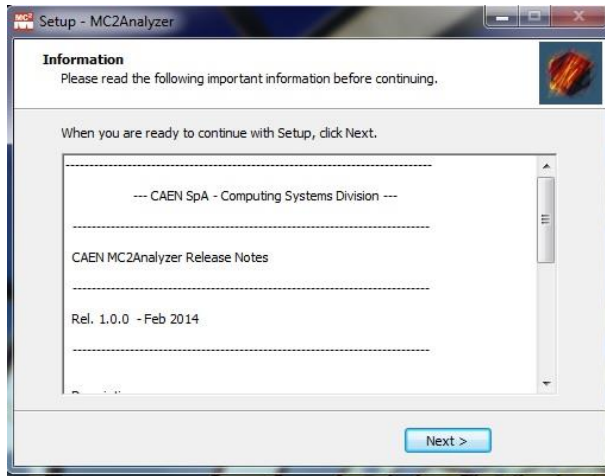 MC²
Setup - MC2Analyzer
Information
Please read the following important information before continuing.
When you are ready to continue with Setup, click Next.
--------------------------------------------------------------------------------
--- CAEN SpA - Computing Systems Division ---
--------------------------------------------------------------------------------
CAEN MC2Analyzer Release Notes
--------------------------------------------------------------------------------
Rel. 1.0.0 - Feb 2014
--------------------------------------------------------------------------------
Next >